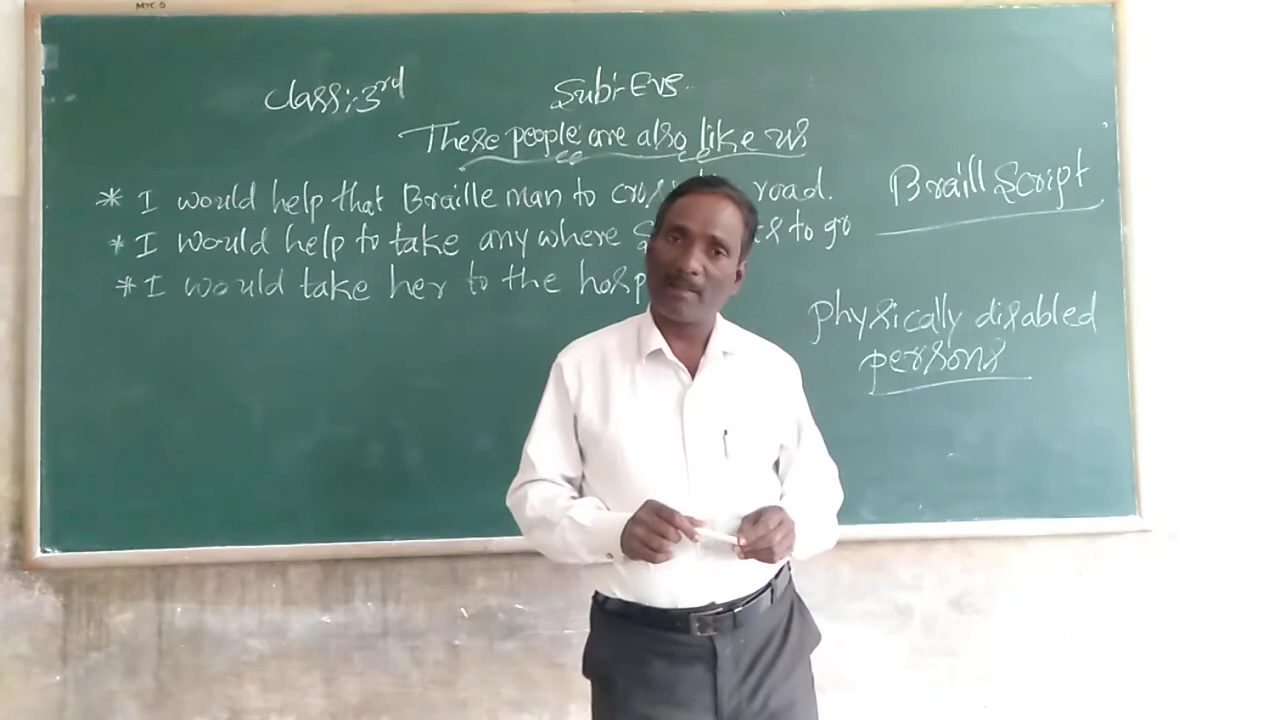 MYC 5
Class:- 3rd
Sub:- Evs.
These people are also like us
* I would help that Braille man to road.
* I would help to take any where to go
* I would take her to the
Braill Script
physically disabled
persons